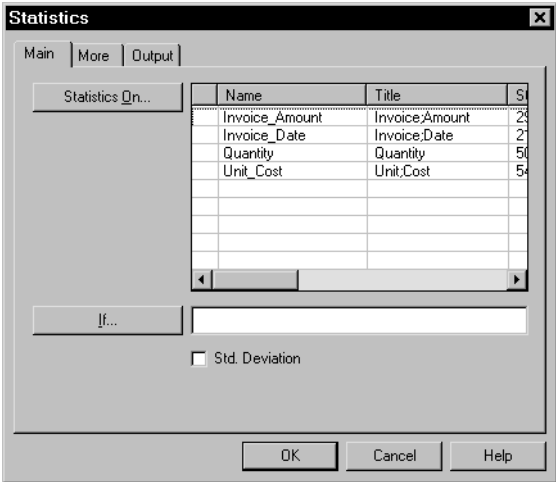 Statistics
Main More Output
Statistics On...
Name Title
Invoice_Amount Invoice;Amount
Invoice_Date Invoice;Date
Quantity Quantity
Unit_Cost Unit;Cost
If...
Std. Deviation
OK Cancel Help